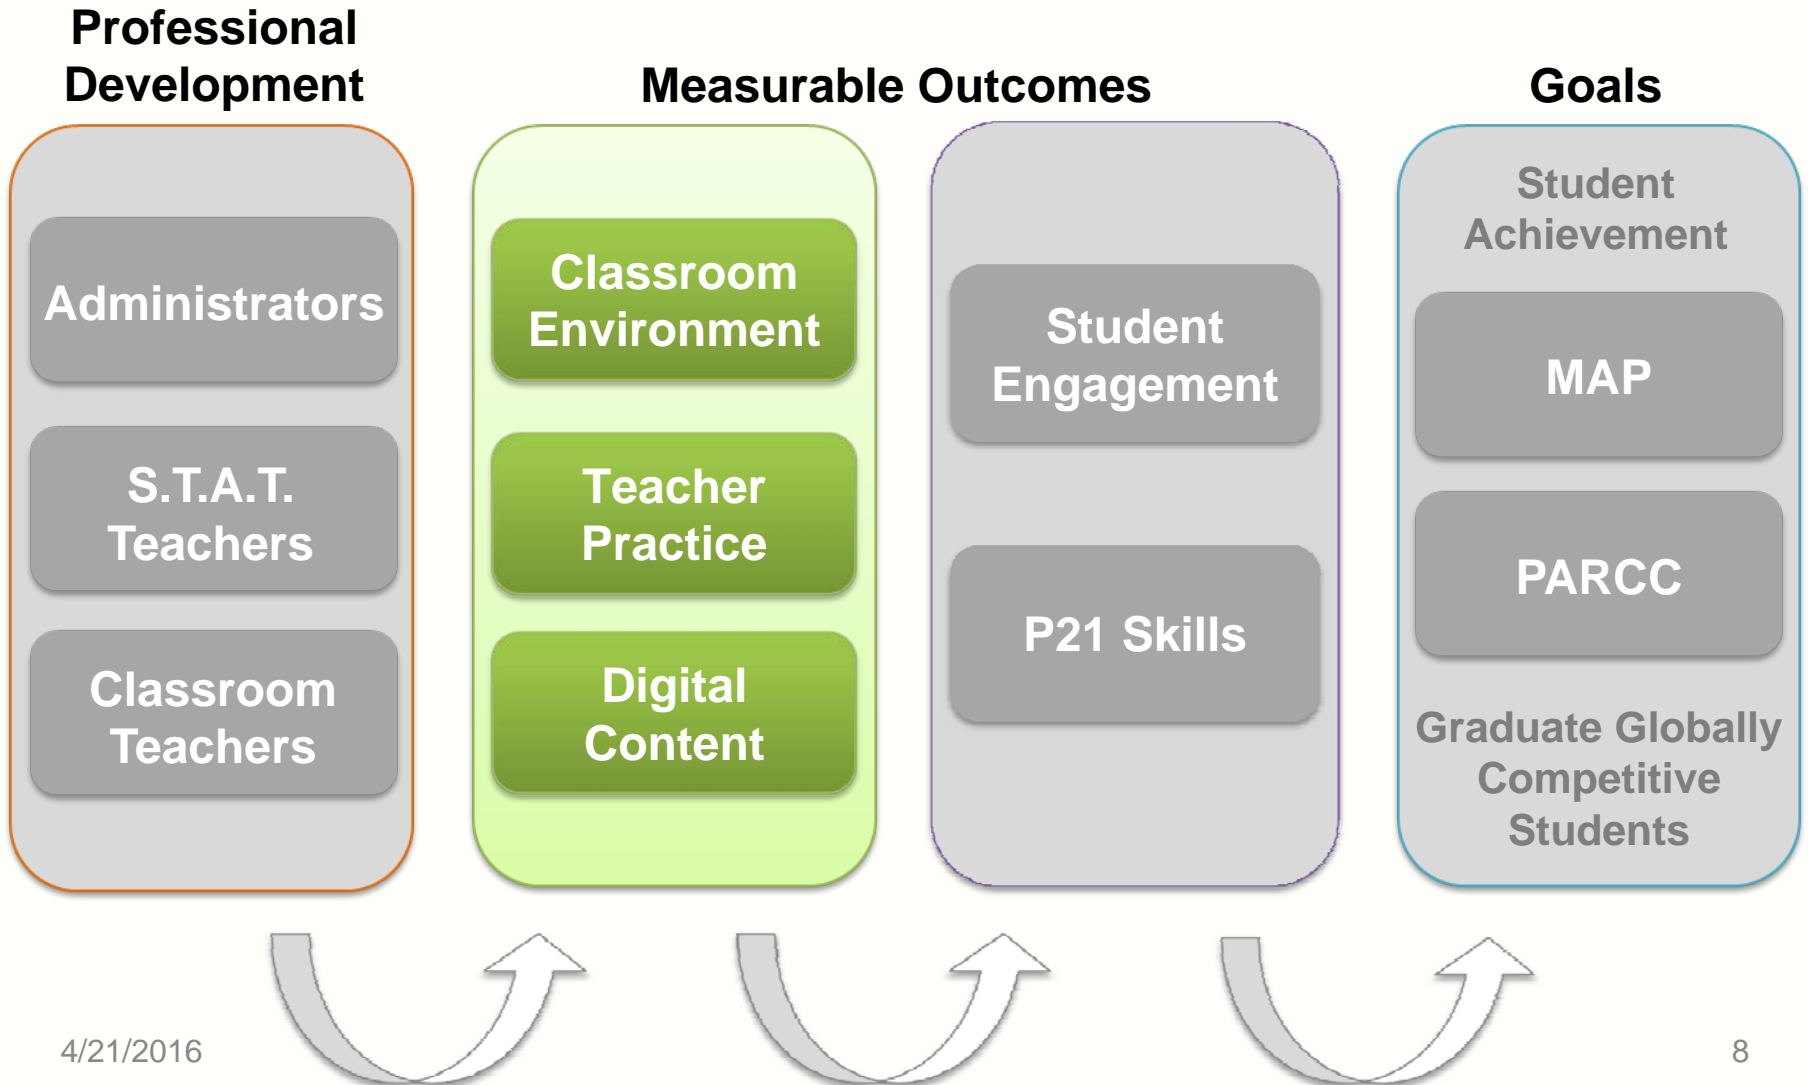 Professional
Development
Measurable Outcomes
Goals
Administrators
S.T.A.T.
Teachers
Classroom
Teachers
Classroom
Environment
Teacher
Practice
Digital
Content
Student
Engagement
P21 Skills
Student
Achievement
MAP
PARCC
Graduate Globally
Competitive
Students
4/21/2016
8